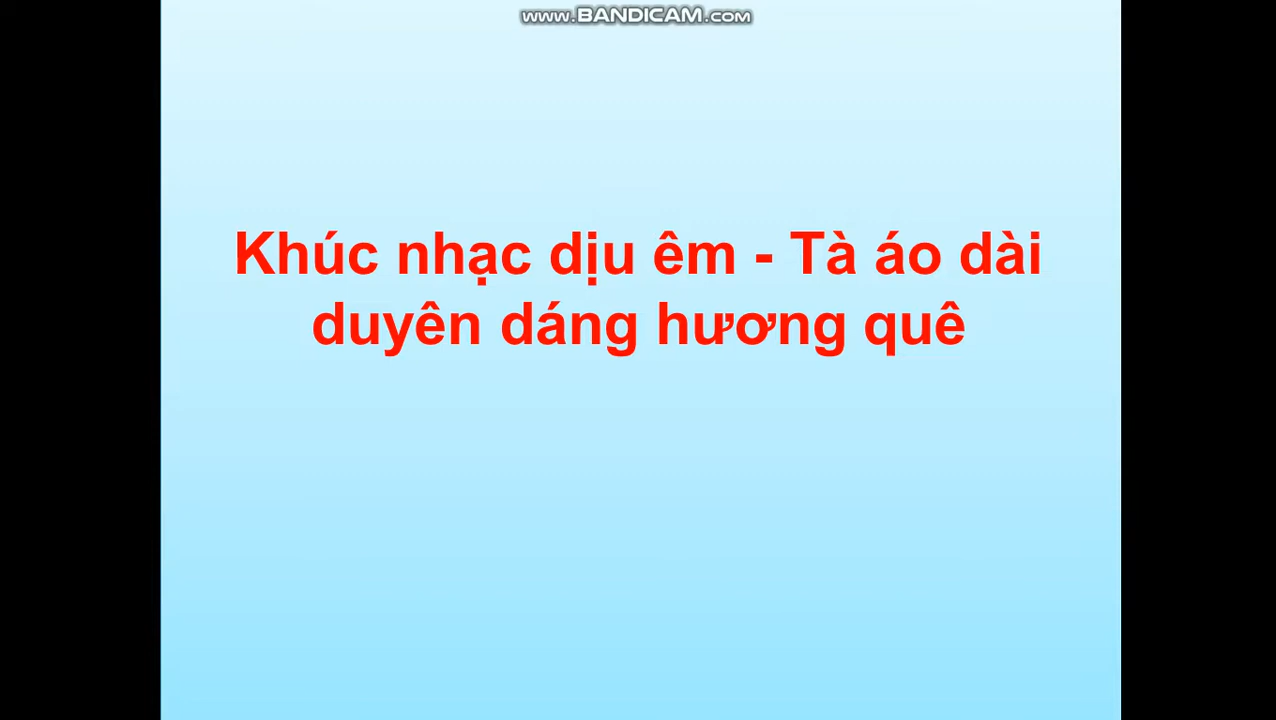 www.BANDICAM.com
Khúc nhạc dịu êm - Tà áo dài
duyên dáng hương quê